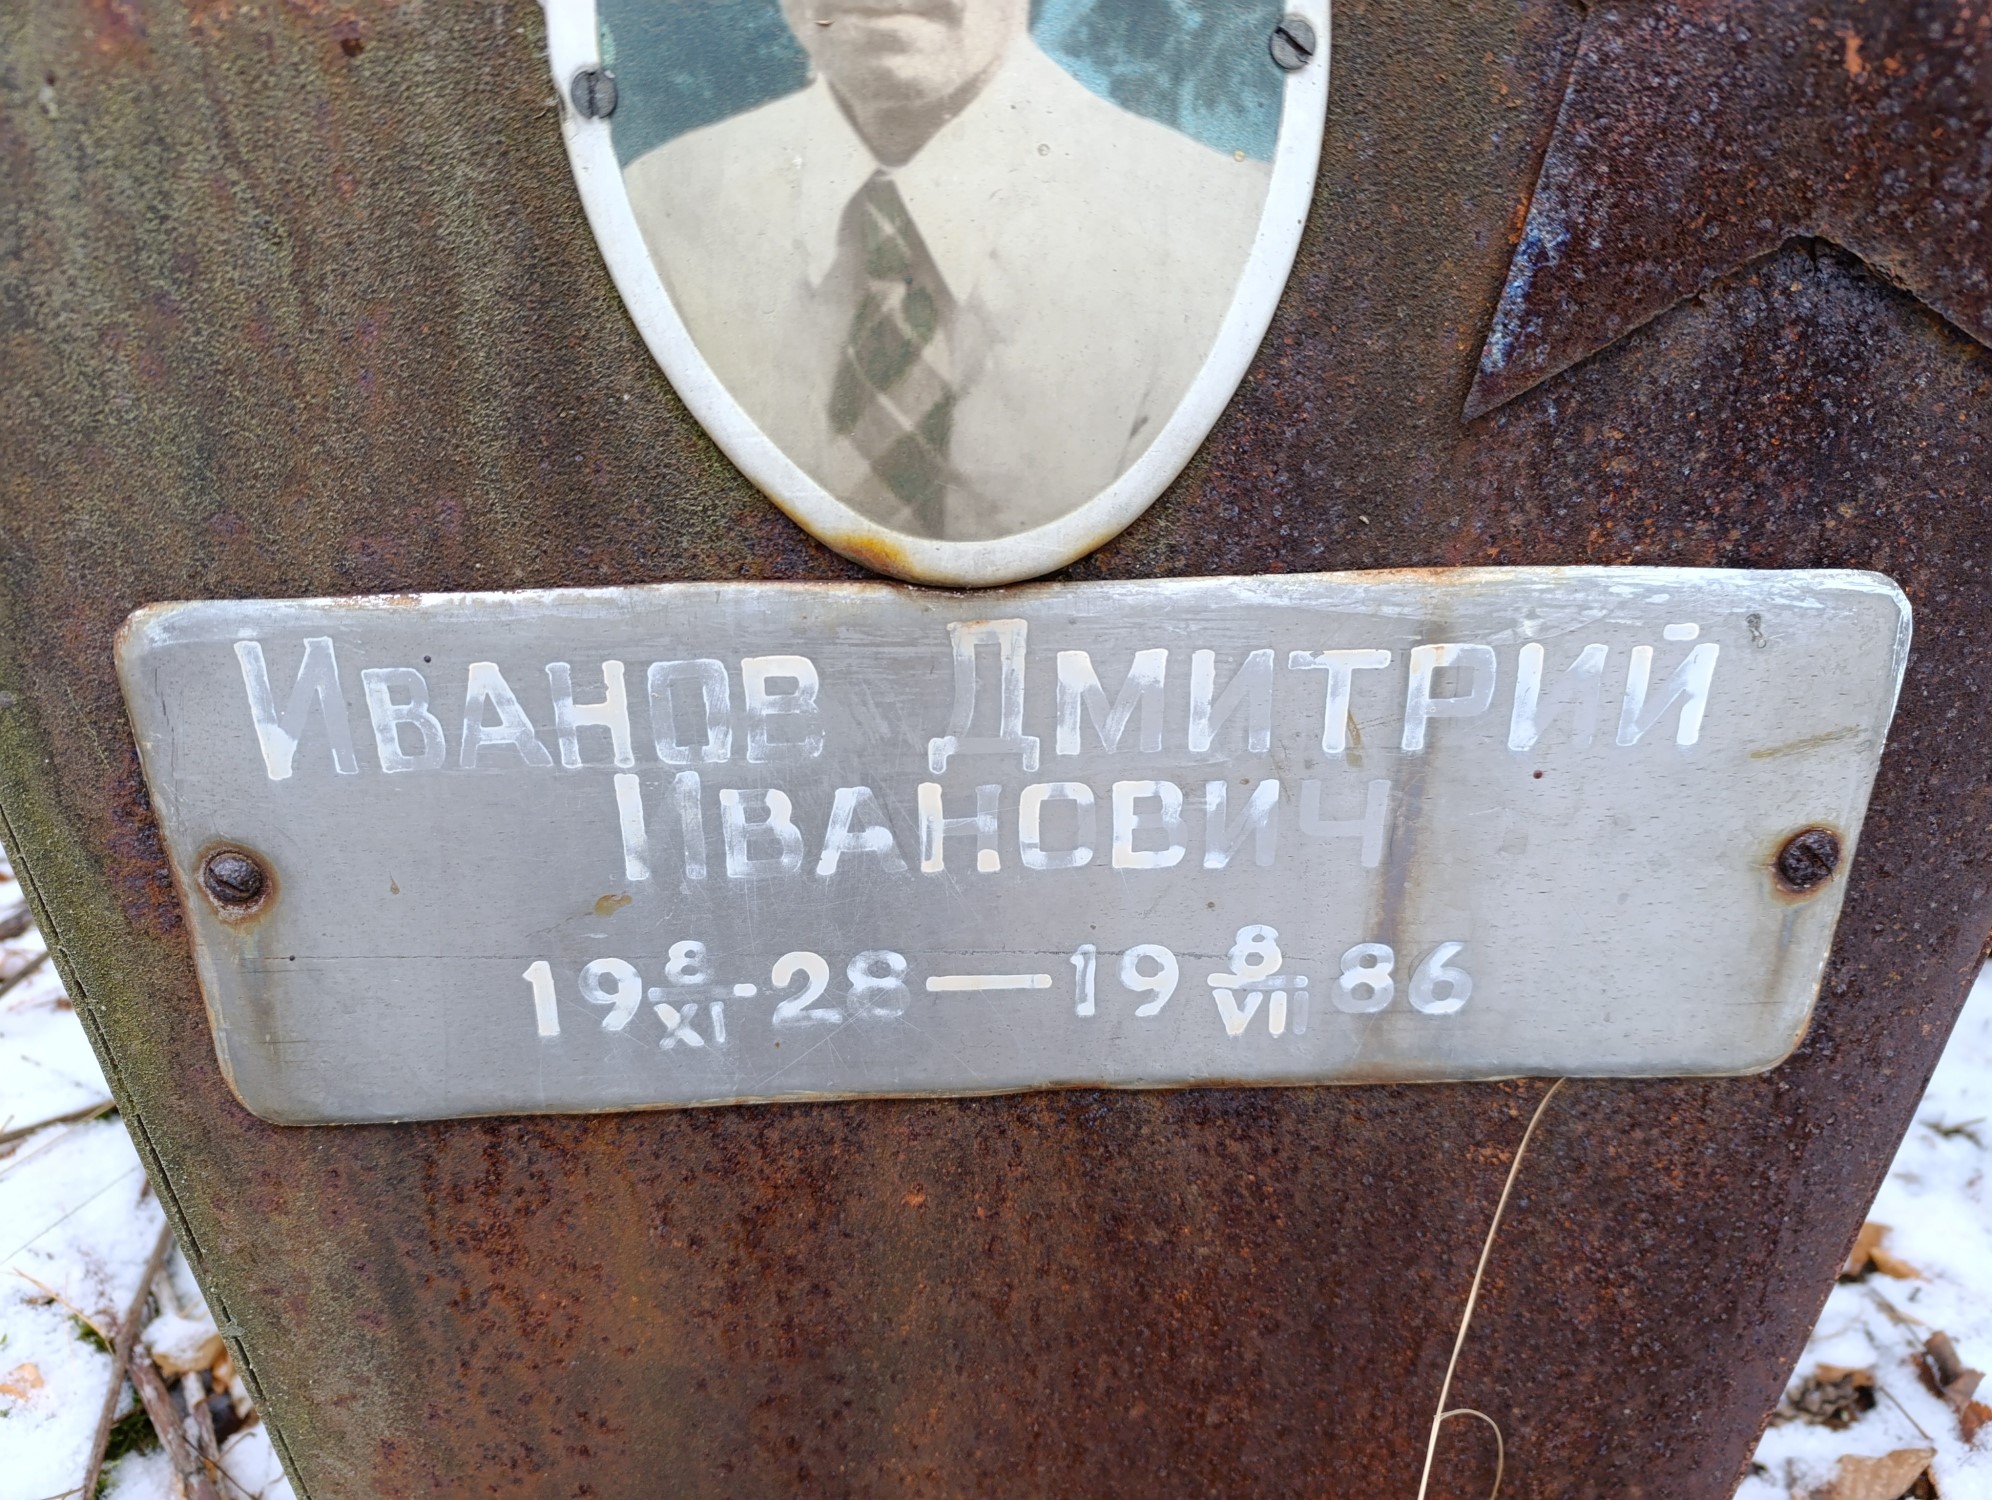 Иванов Дмитрий
Иванович
19 8/XI 28 — 19 8/VII 86